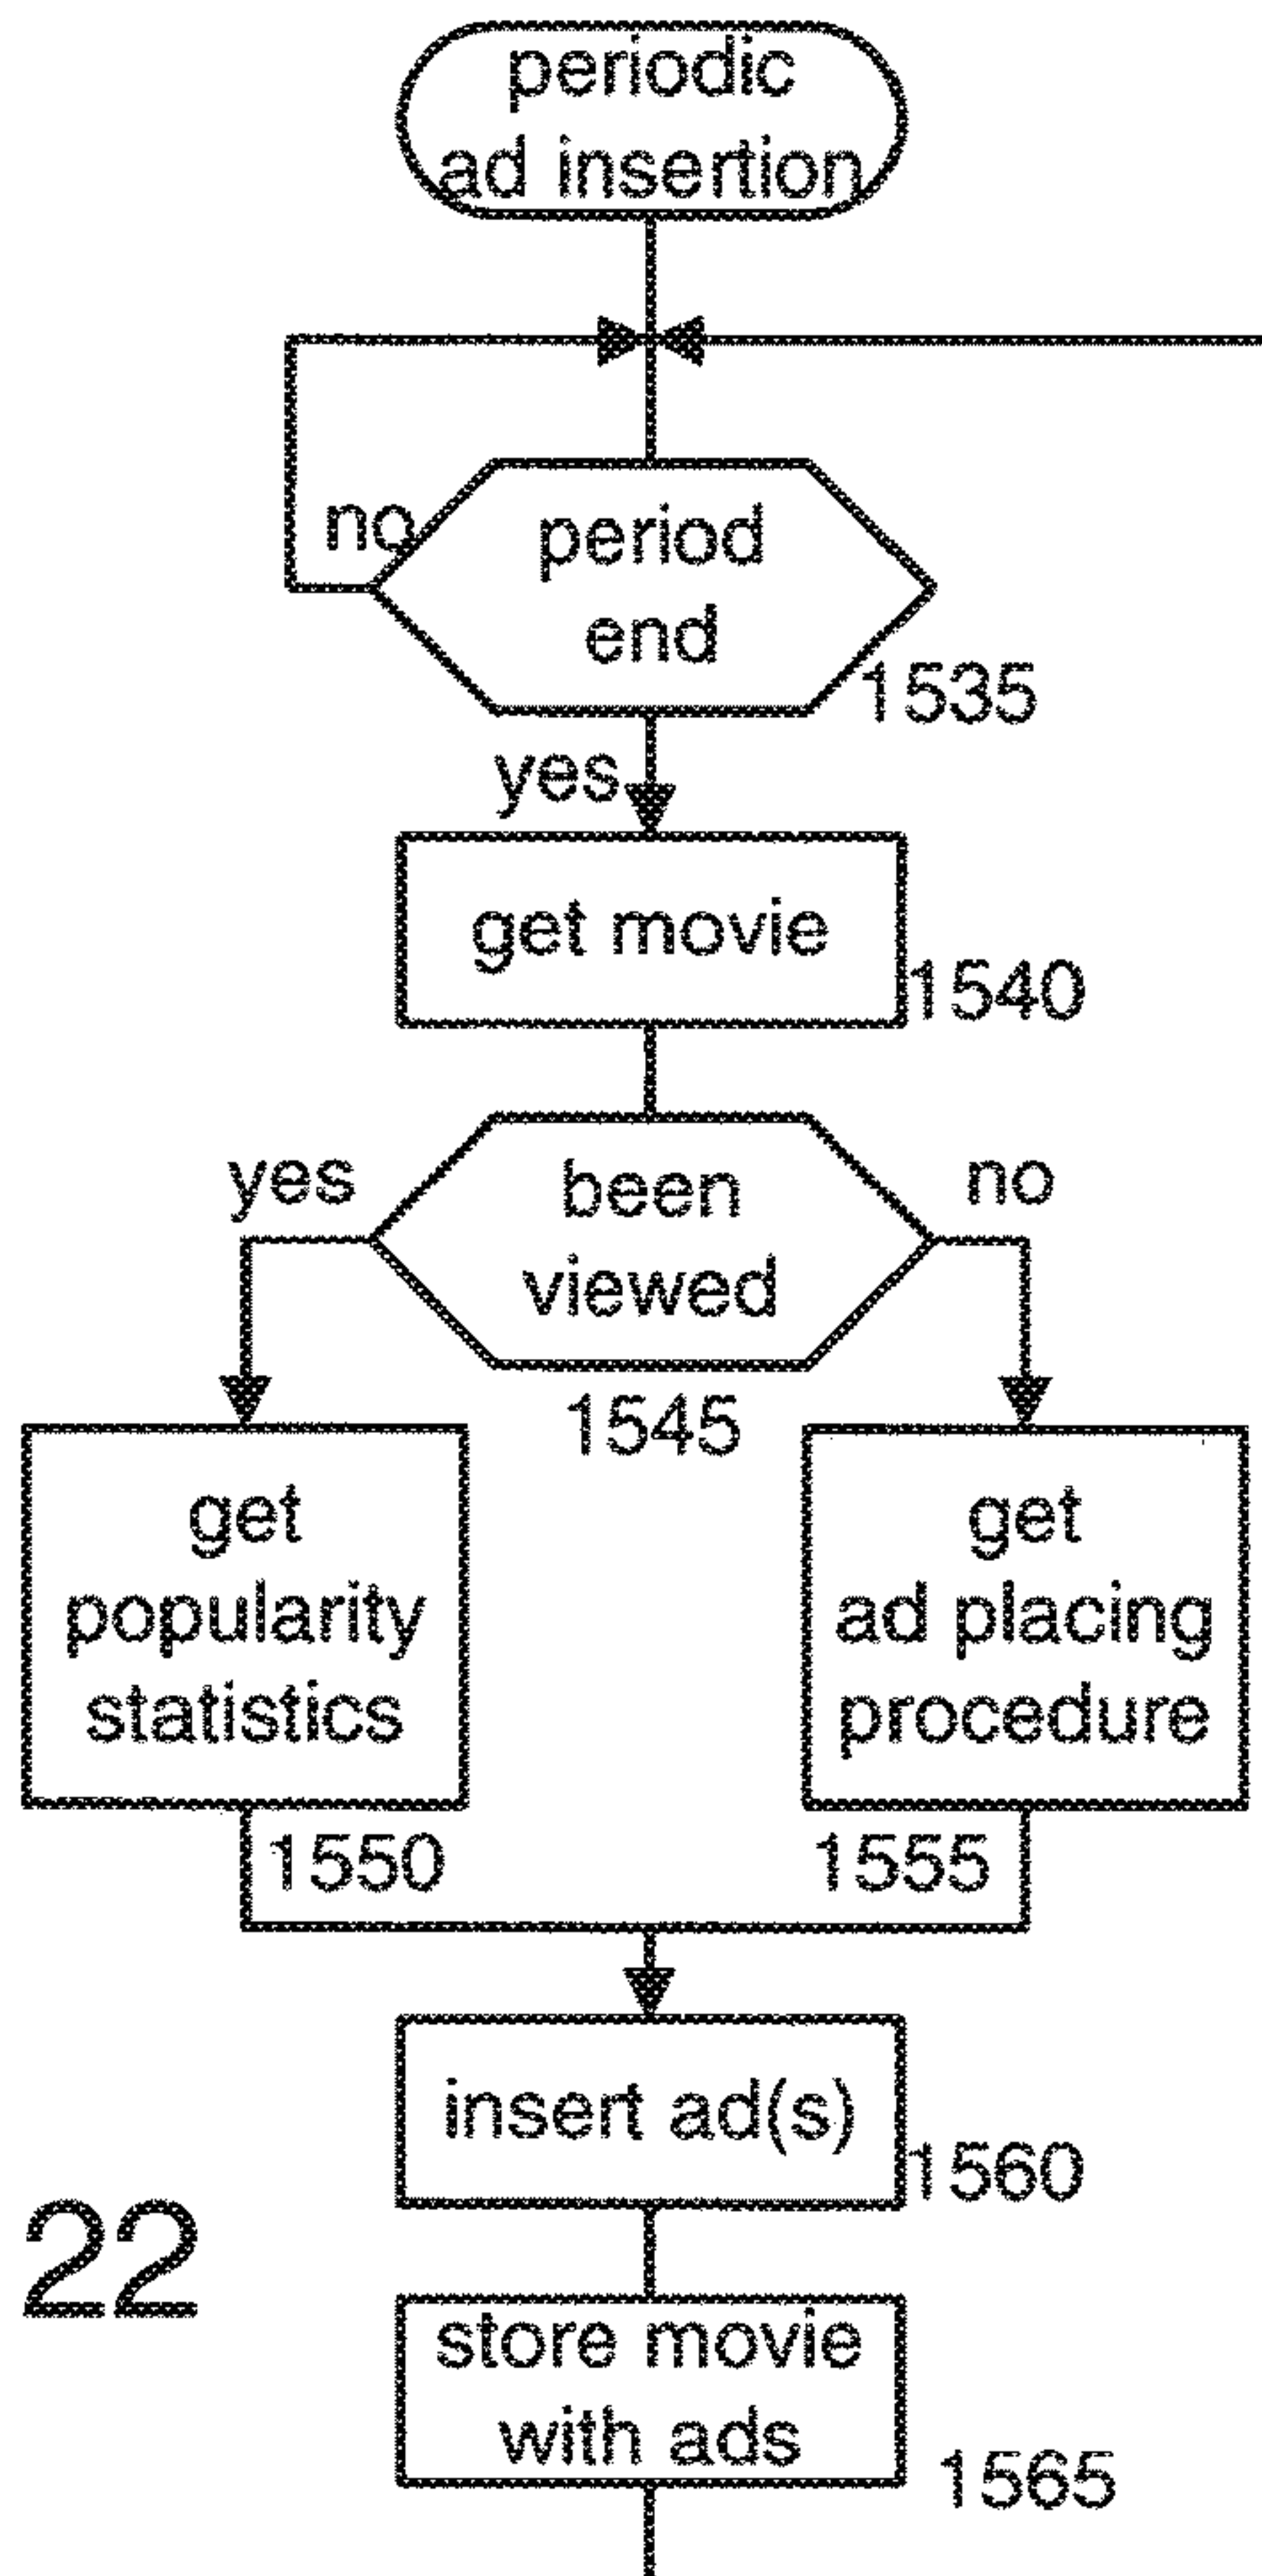 periodic
ad insertion
no
period
end
1535
yes
get movie
1540
yes
been
viewed
no
1545
get
popularity
statistics
get
ad placing
procedure
1550
1555
insert ad(s)
1560
22
store movie
with ads
1565